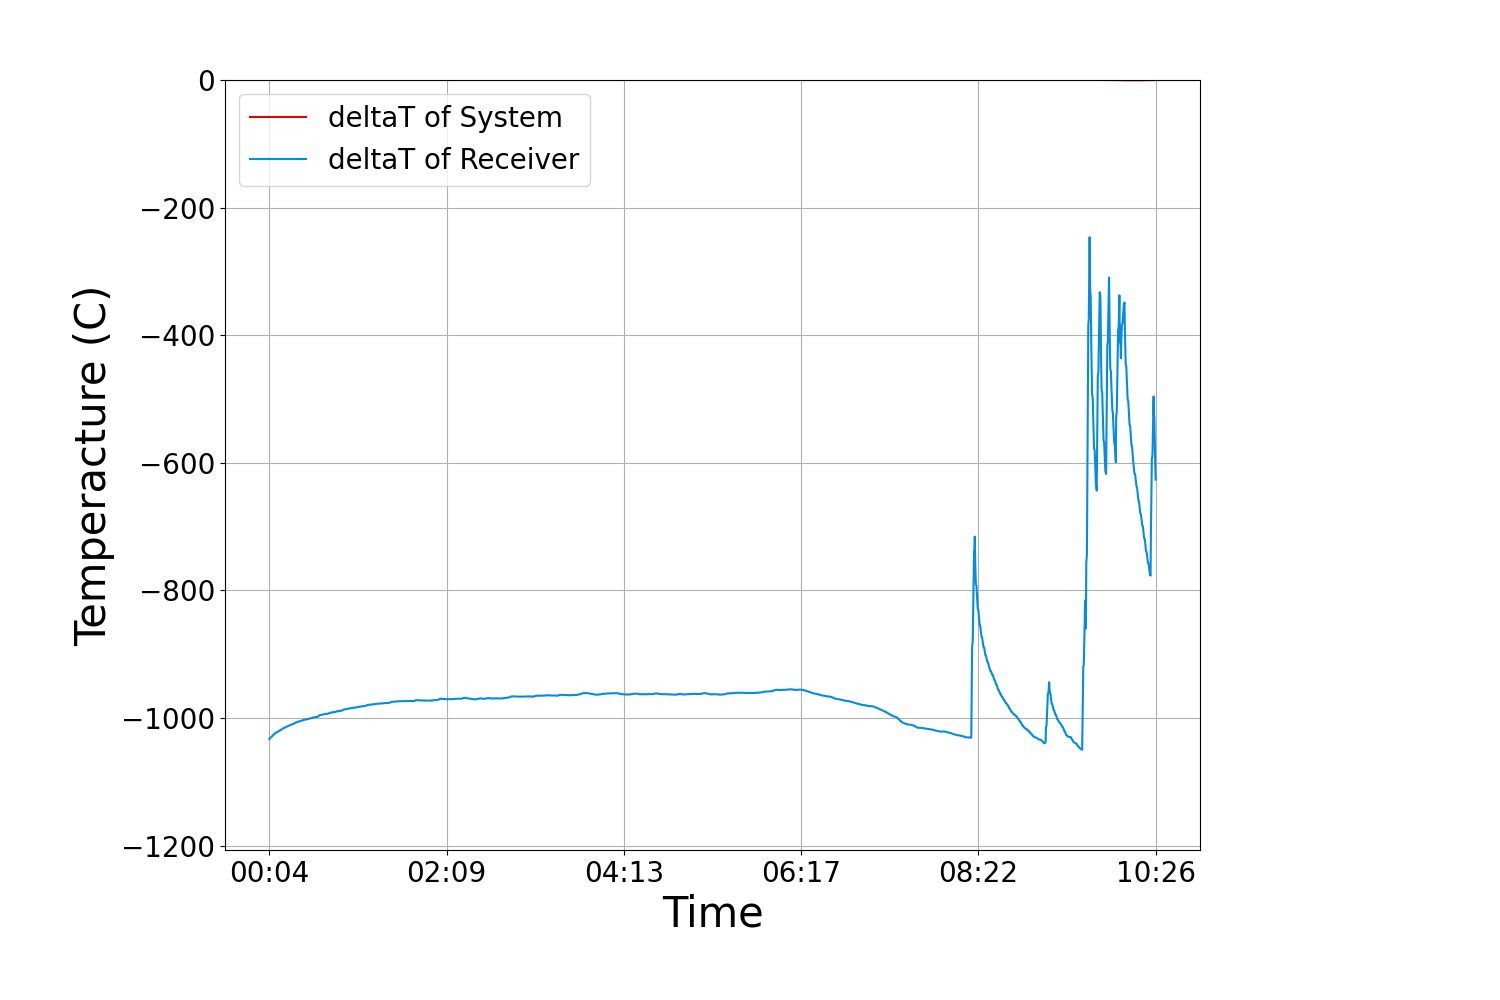 deltaT of System
deltaT of Receiver
Temperacture (C)
0
−200
−400
−600
−800
−1000
−1200
00:04 02:09 04:13 06:17 08:22 10:26
Time